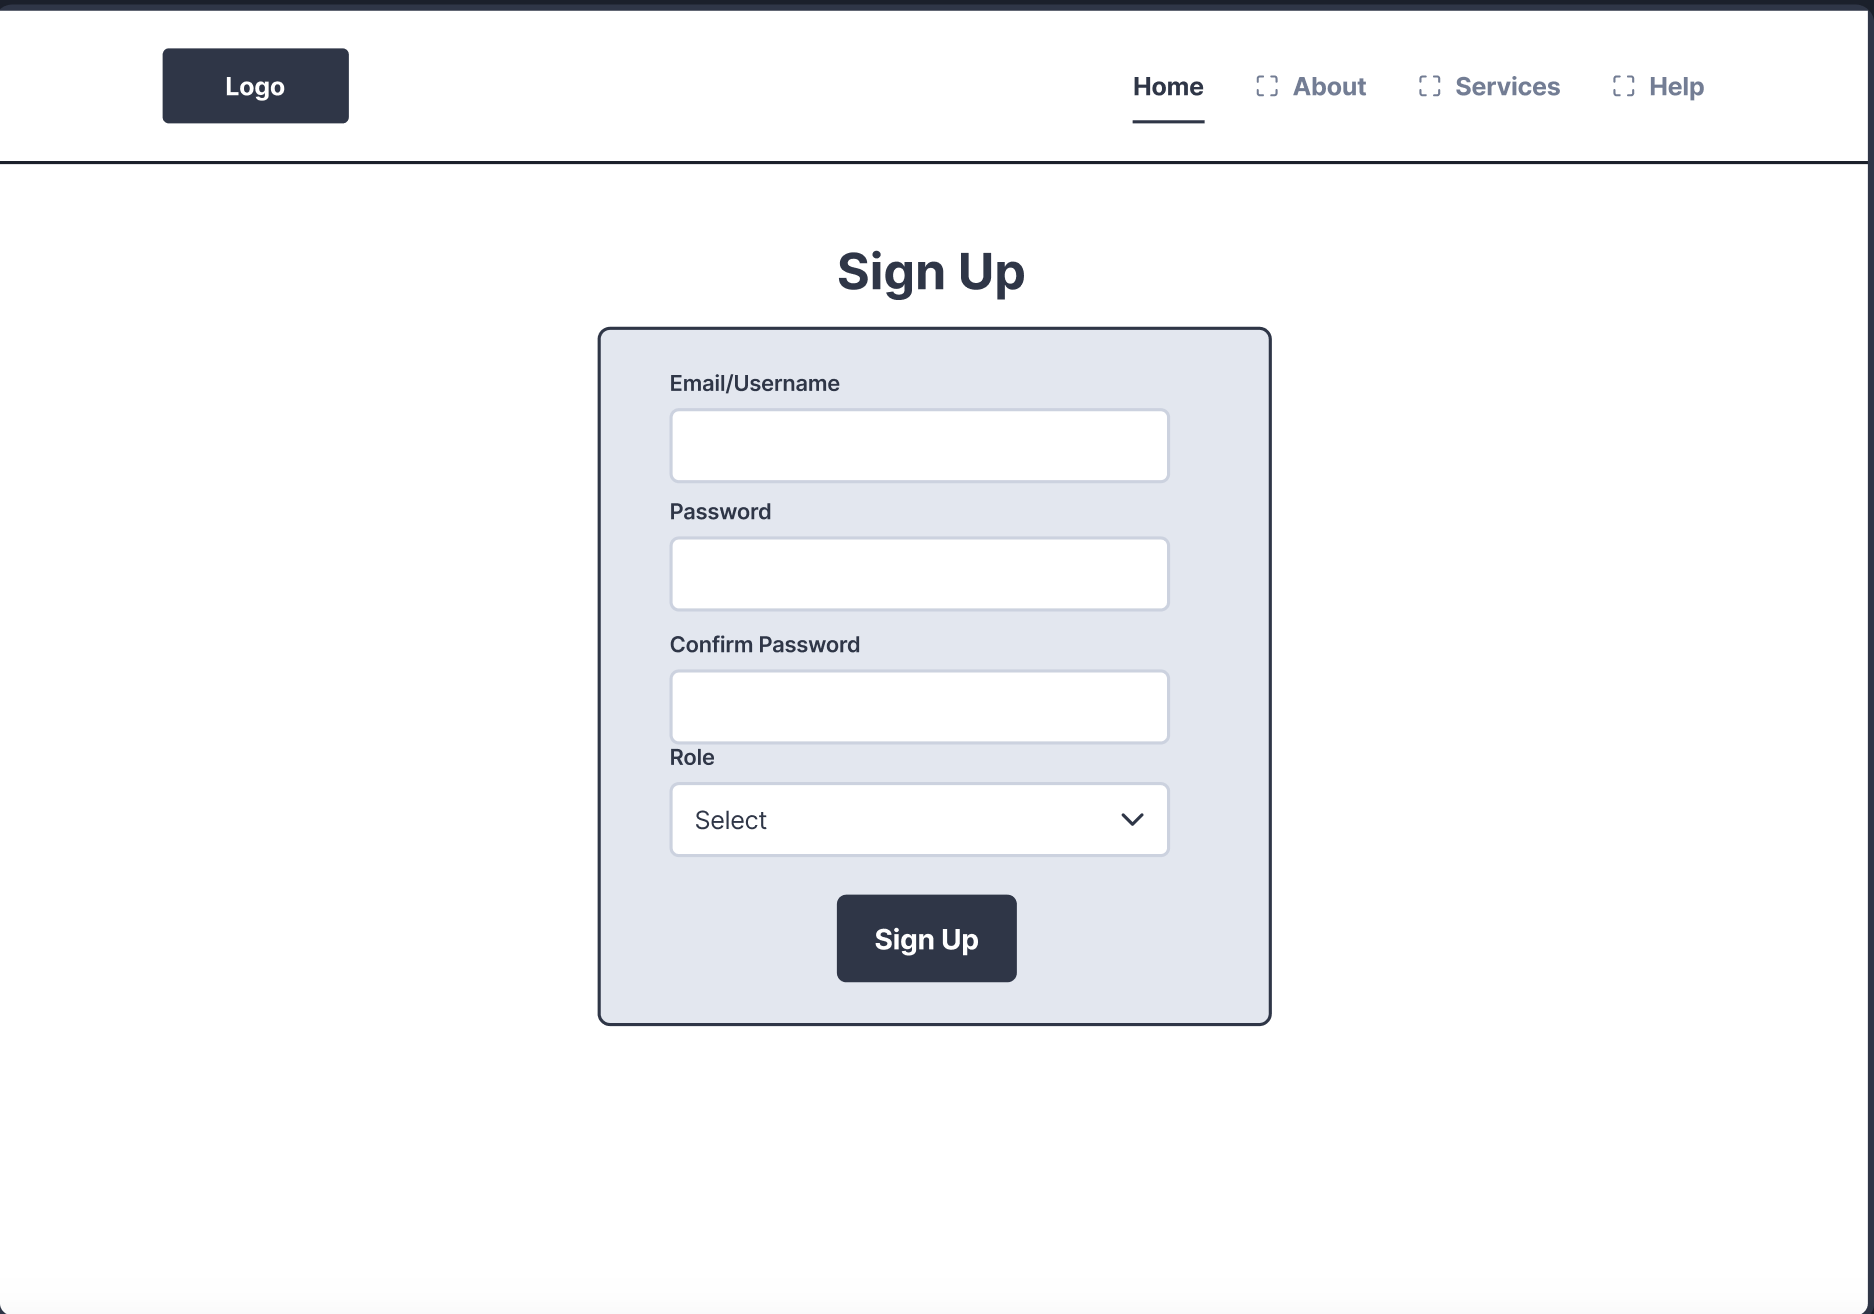 Logo
Home About Services Help
Sign Up
Email/Username
Password
Confirm Password
Role
Select
Sign Up